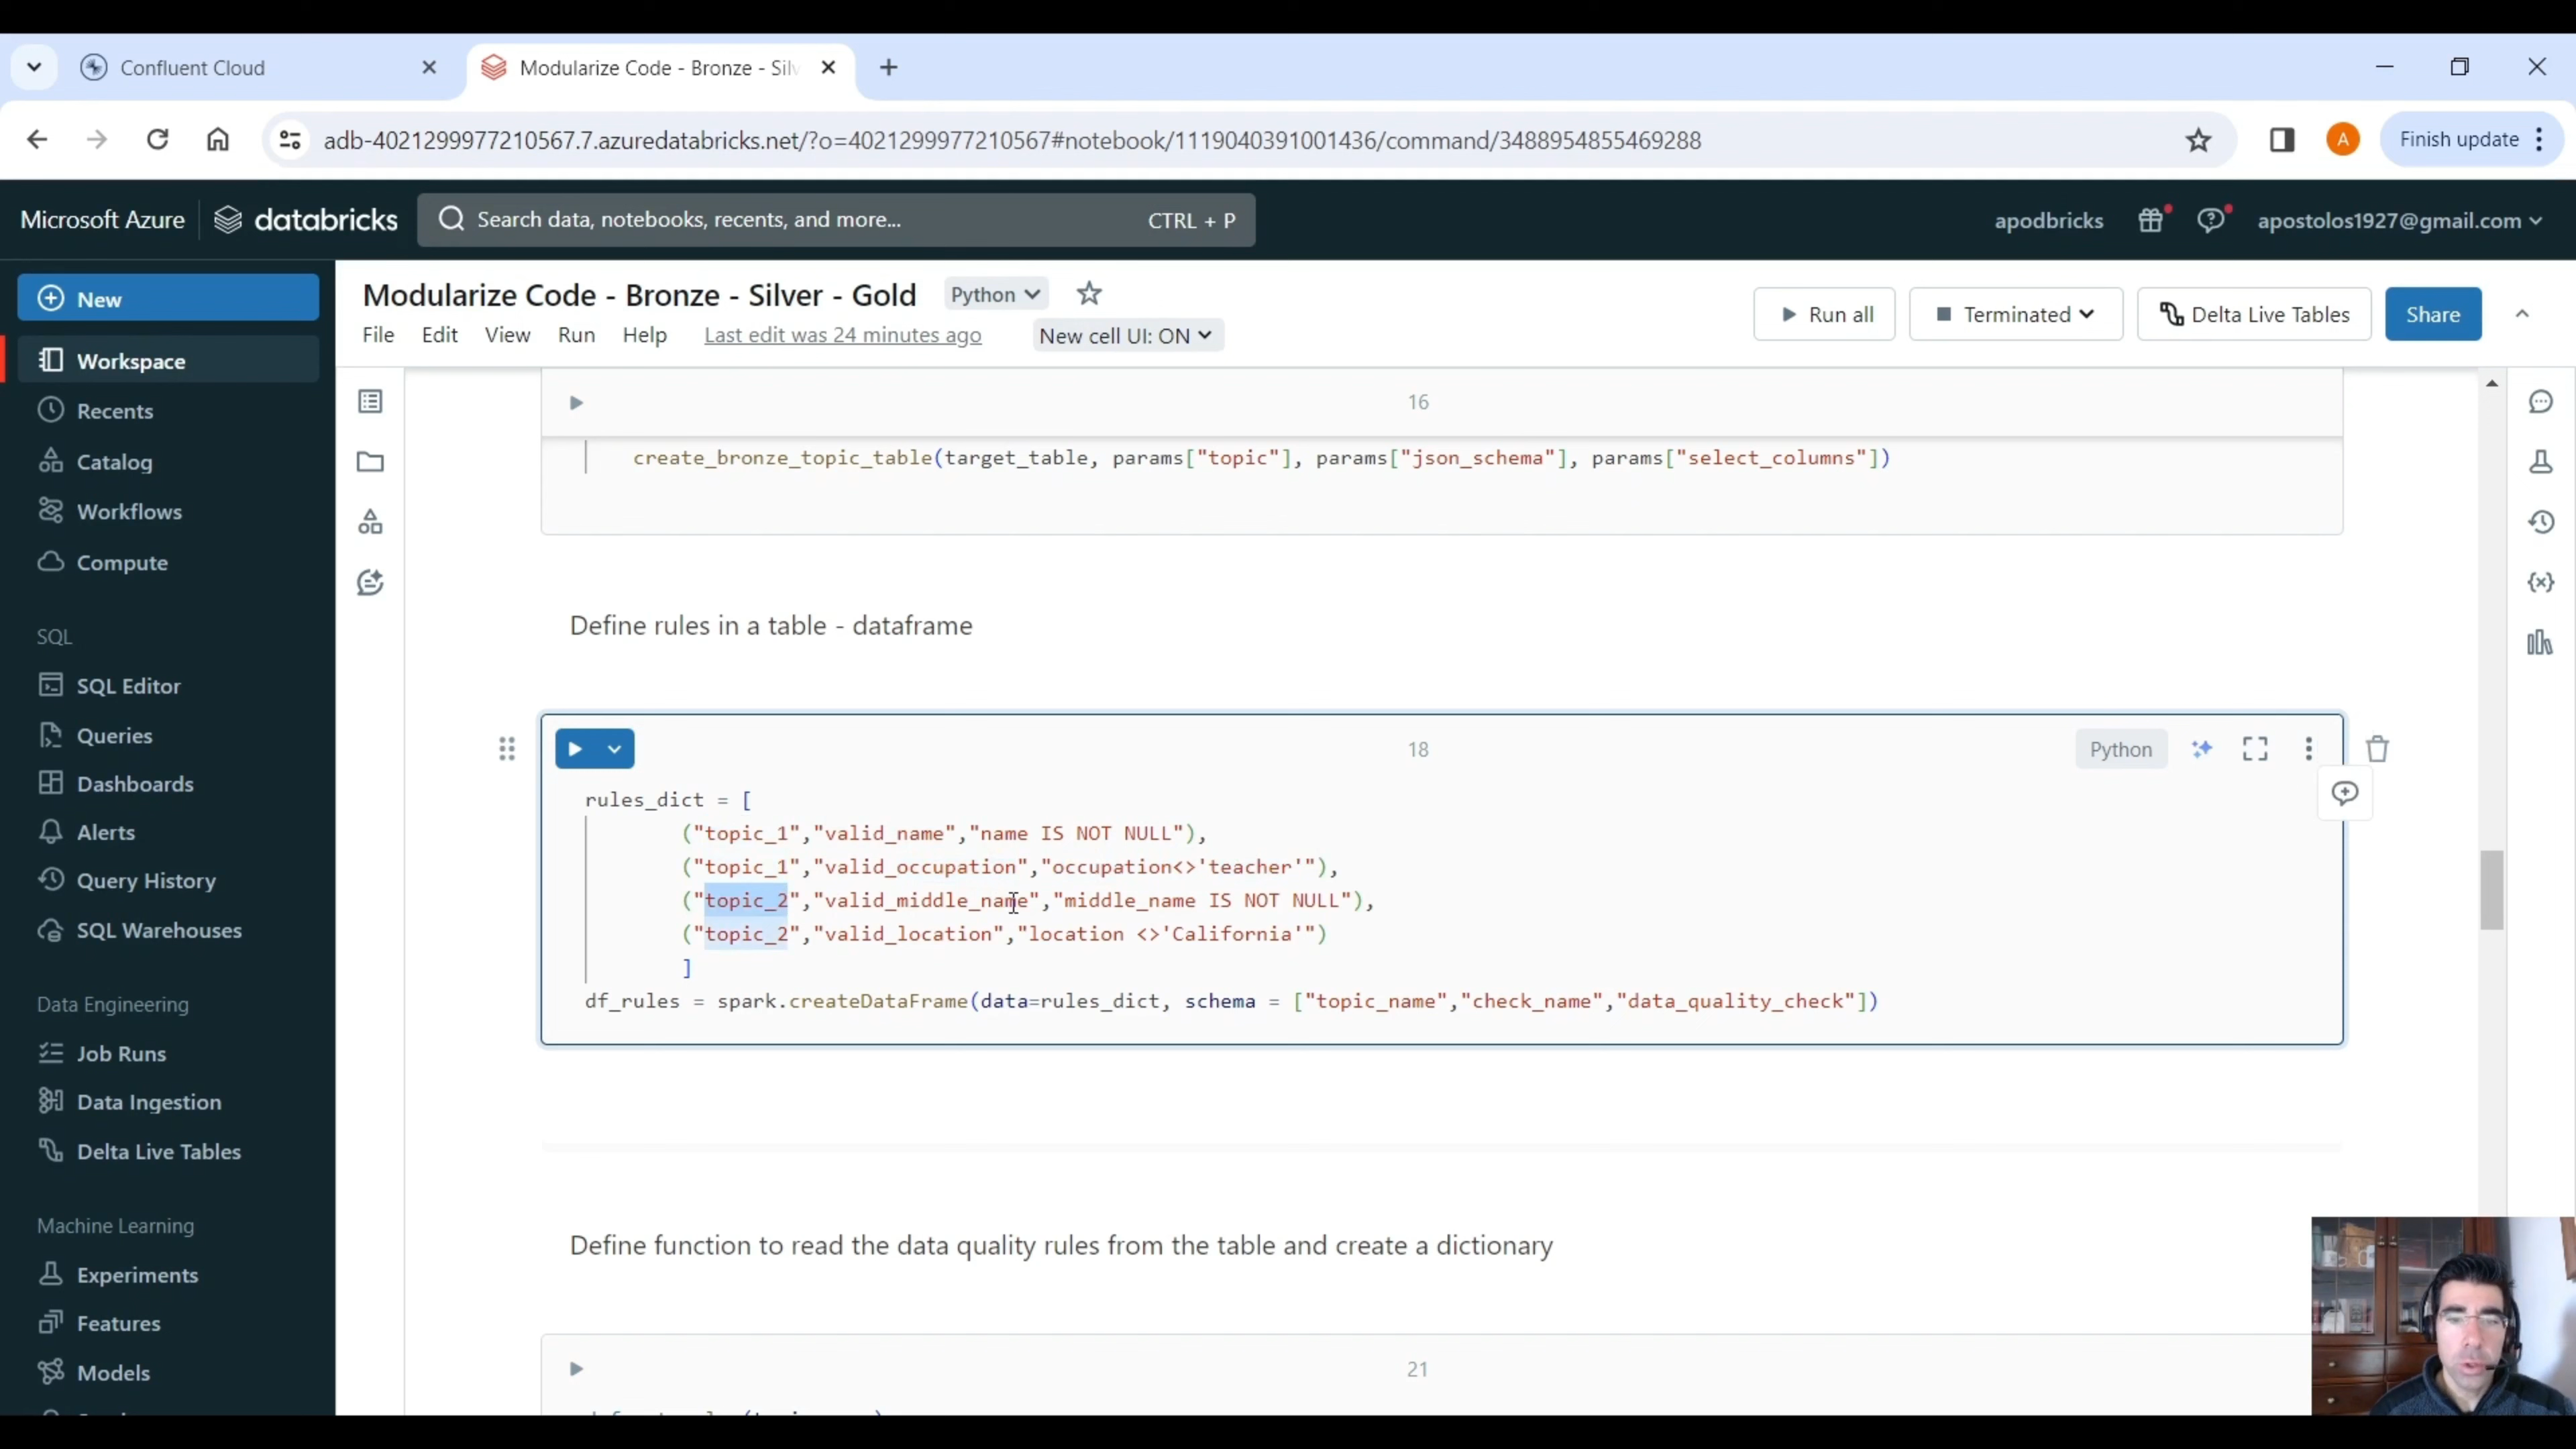 Confluent Cloud
Modularize Code - Bronze - Silv
adb-4021299977210567.7.azuredatabricks.net/?o=4021299977210567#notebook/1119040391001436/command/3488954855469288
A
Finish update
Microsoft Azure
databricks
Search data, notebooks, recents, and more...
CTRL + P
apodbricks
apostolos1927@gmail.com
New
Workspace
Recents
Catalog
Workflows
Compute
SQL
SQL Editor
Queries
Dashboards
Alerts
Query History
SQL Warehouses
Data Engineering
Job Runs
Data Ingestion
Delta Live Tables
Machine Learning
Experiments
Features
Models
Modularize Code - Bronze - Silver - Gold
Python
File Edit View Run Help
Last edit was 24 minutes ago
New cell UI: ON
Run all
Terminated
Delta Live Tables
Share
16
create_bronze_topic_table(target_table, params["topic"], params["json_schema"], params["select_columns"])
Define rules in a table - dataframe
18
Python
rules_dict = [
("topic_1","valid_name","name IS NOT NULL"),
("topic_1","valid_occupation","occupation<>'teacher'"),
("topic_2","valid_middle_name","middle_name IS NOT NULL"),
("topic_2","valid_location","location <>'California'")
]
df_rules = spark.createDataFrame(data=rules_dict, schema = ["topic_name","check_name","data_quality_check"])
Define function to read the data quality rules from the table and create a dictionary
21